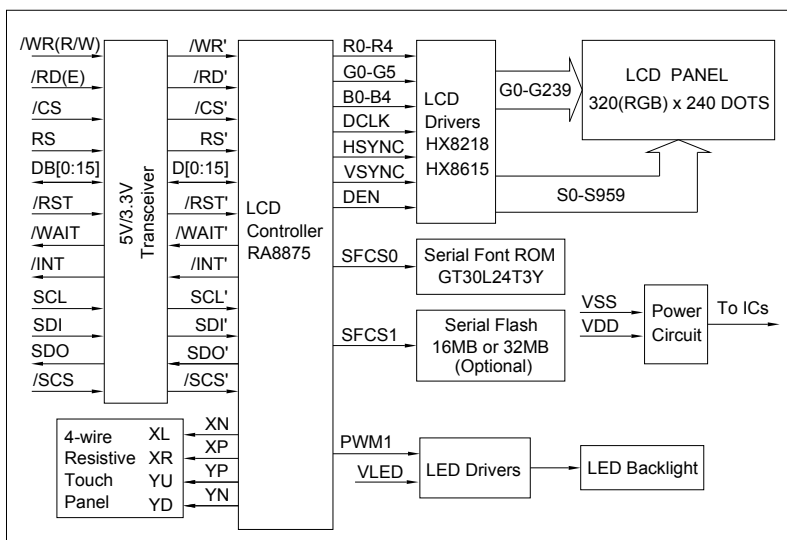 /WR(R/W)
/RD(E)
/CS
RS
DB[0:15]
/RST
/WAIT
/INT
SCL
SDI
SDO
/SCS
5V/3.3V
Transceiver
/WR'
/RD'
/CS'
RS'
D[0:15]
/RST'
/WAIT'
/INT'
SCL'
SDI'
SDO'
/SCS'
LCD
Controller
RA8875
R0-R4
G0-G5
B0-B4
DCLK
HSYNC
VSYNC
DEN
LCD
Drivers
HX8218
HX8615
G0-G239
S0-S959
LCD PANEL
320(RGB) x 240 DOTS
SFCS0
Serial Font ROM
GT30L24T3Y
SFCS1
Serial Flash
16MB or 32MB
(Optional)
VSS
VDD
Power
Circuit
To ICs
4-wire
Resistive
Touch
Panel
XL
XR
YU
YD
XN
XP
YP
YN
PWM1
VLED
LED Drivers
LED Backlight